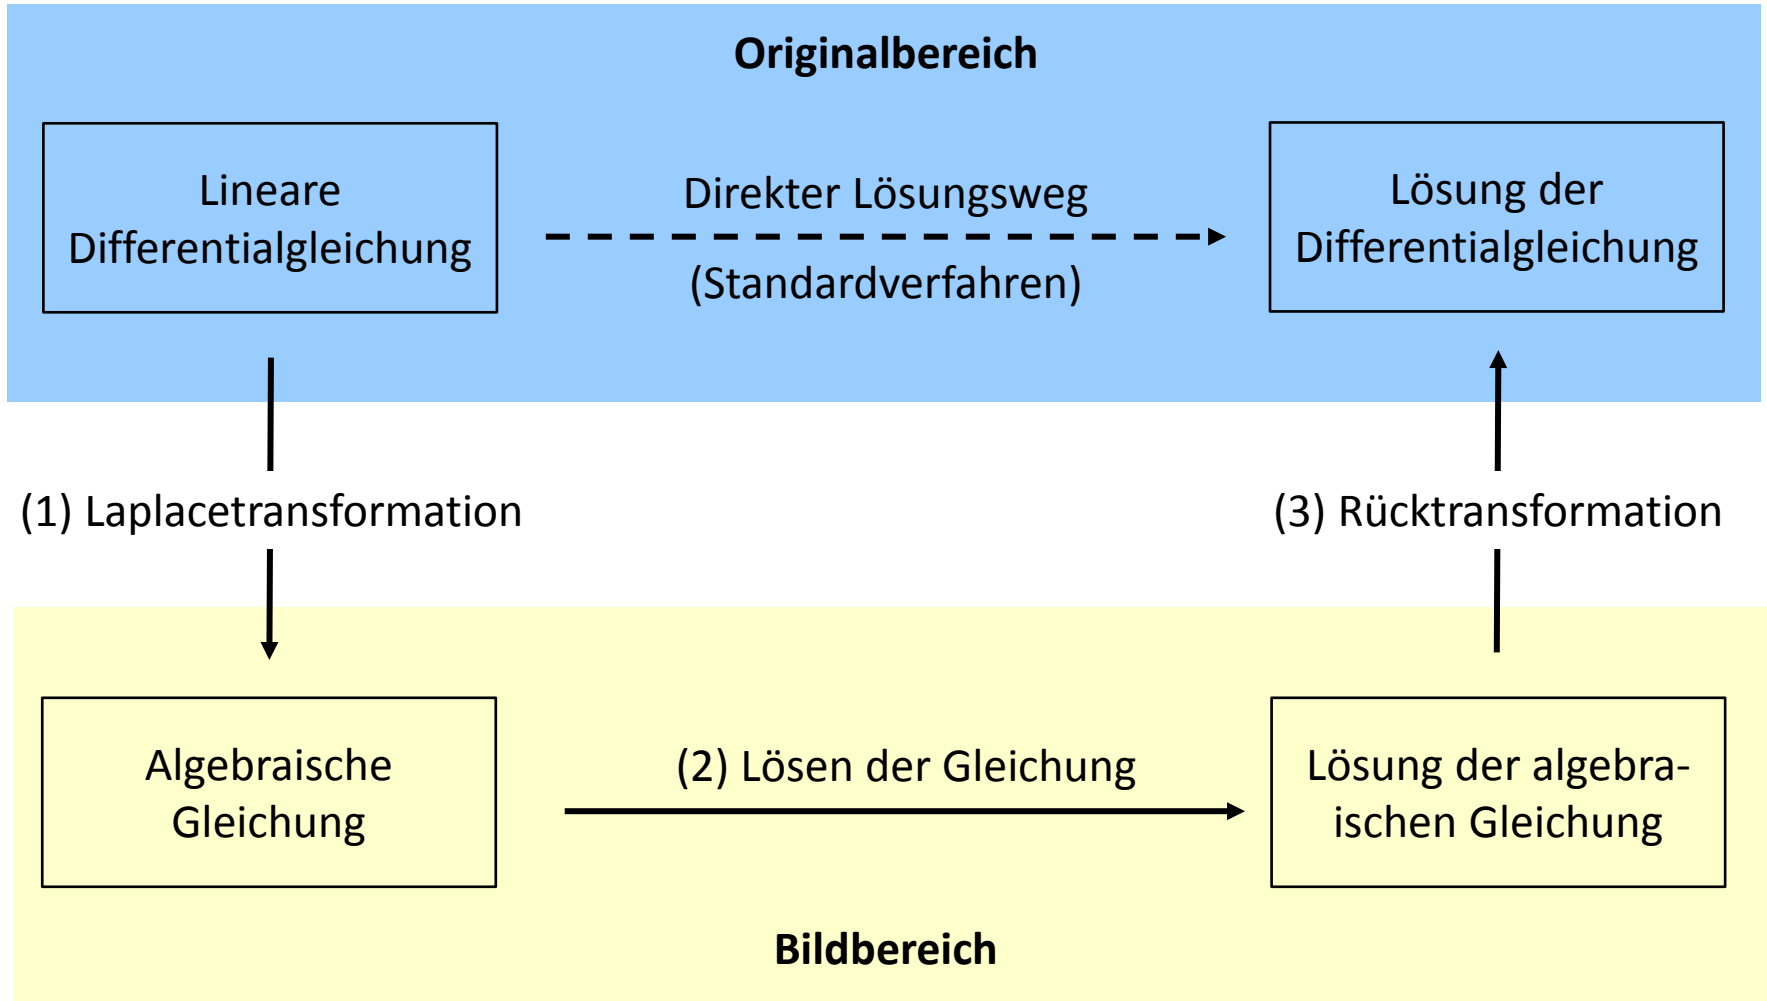 Originalbereich
Lineare
Differentialgleichung
Direkter Lösungsweg
(Standardverfahren)
Lösung der
Differentialgleichung
(1) Laplacetransformation
(3) Rücktransformation
Algebraische
Gleichung
(2) Lösen der Gleichung
Lösung der algebra-
ischen Gleichung
Bildbereich